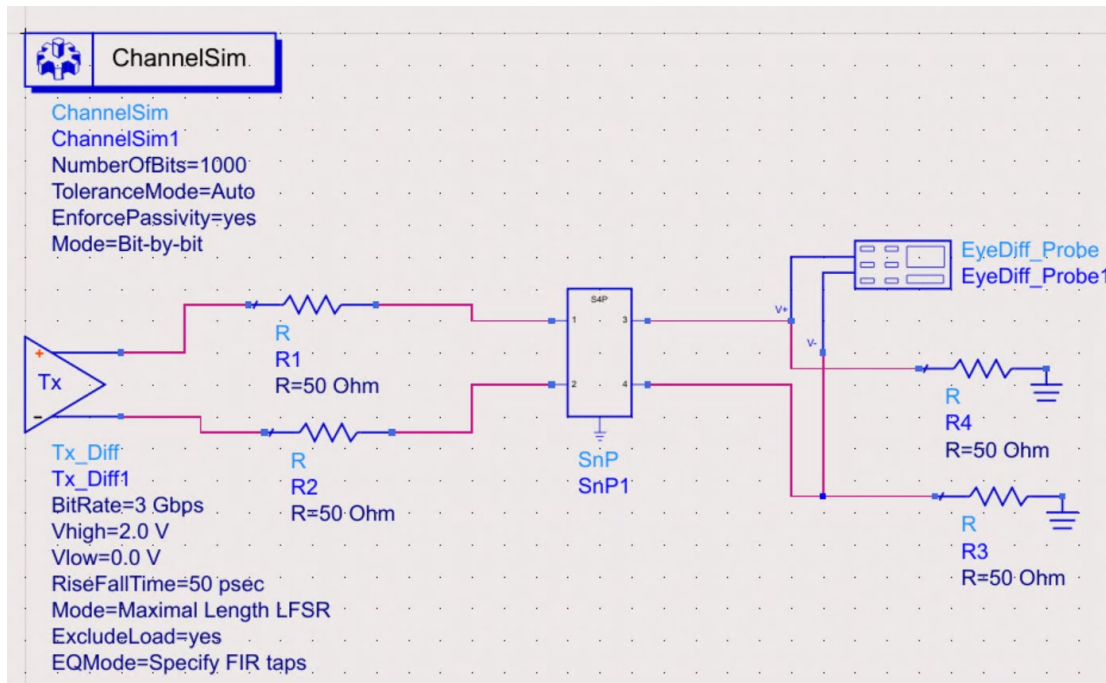 ChannelSim
ChannelSim
ChannelSim1
NumberOfBits=1000
ToleranceMode=Auto
EnforcePassivity=yes
Mode=Bit-by-bit
EyeDiff_Probe
EyeDiff_Probe1
S4P
1
3
V+
R
R1
R=50 Ohm
V-
+
Tx
-
2
4
R
R4
R=50 Ohm
Tx_Diff
Tx_Diff1
BitRate=3 Gbps
Vhigh=2.0 V
Vlow=0.0 V
RiseFallTime=50 psec
Mode=Maximal Length LFSR
ExcludeLoad=yes
EQMode=Specify FIR taps
R
R2
R=50 Ohm
SnP
SnP1
R
R3
R=50 Ohm